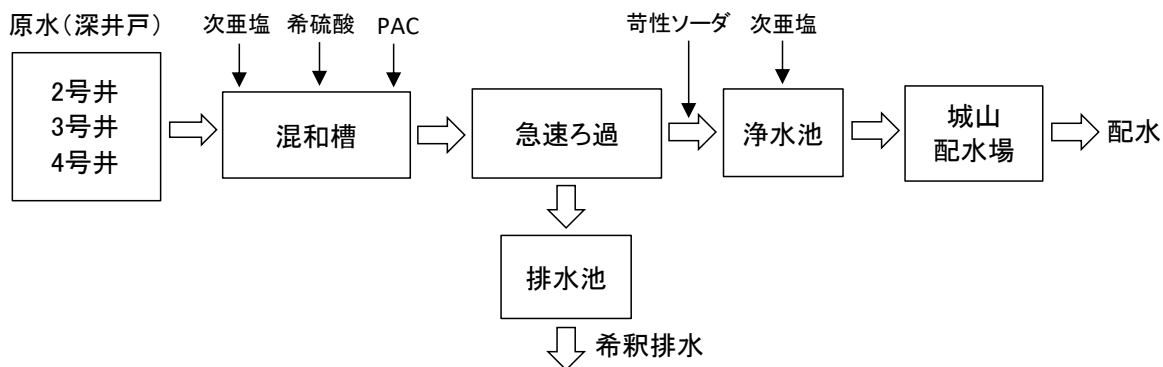 原水（深井戸）
次亜塩
希硫酸
PAC
苛性ソーダ
次亜塩
2号井
3号井
4号井
混和槽
急速ろ過
浄水池
城山
配水場
配水
排水池
希釈排水